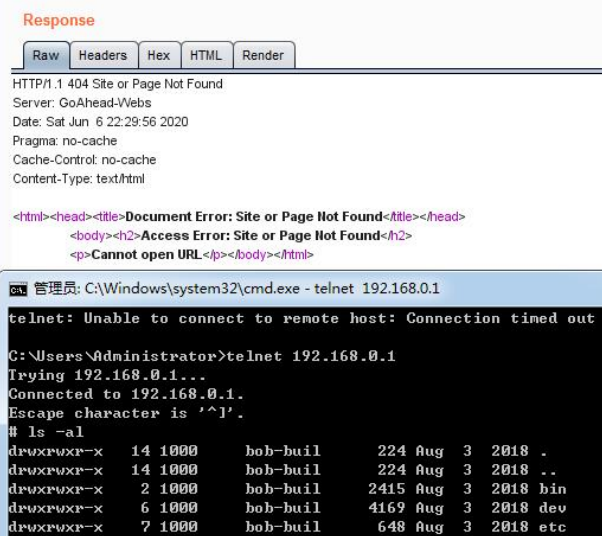 Response
Raw Headers Hex HTML Render
HTTP/1.1 404 Site or Page Not Found
Server: GoAhead-Webs
Date: Sat Jun 6 22:29:56 2020
Pragma: no-cache
Cache-Control: no-cache
Content-Type: text/html
<html><head><title>Document Error: Site or Page Not Found</title></head>
<body><h2>Access Error: Site or Page Not Found</h2>
<p>Cannot open URL</p></body></html>
管理员: C:\Windows\system32\cmd.exe - telnet 192.168.0.1
telnet: Unable to connect to remote host: Connection timed out
C:\Users\Administrator>telnet 192.168.0.1
Trying 192.168.0.1...
Connected to 192.168.0.1.
Escape character is '^]'.
# ls -al
drwxrwxr-x 14 1000 bob-buil 224 Aug 3 2018 .
drwxrwxr-x 14 1000 bob-buil 224 Aug 3 2018 ..
drwxrwxr-x 2 1000 bob-buil 2415 Aug 3 2018 bin
drwxrwxr-x 6 1000 bob-buil 4169 Aug 3 2018 dev
drwxrwxr-x 7 1000 bob-buil 648 Aug 3 2018 etc